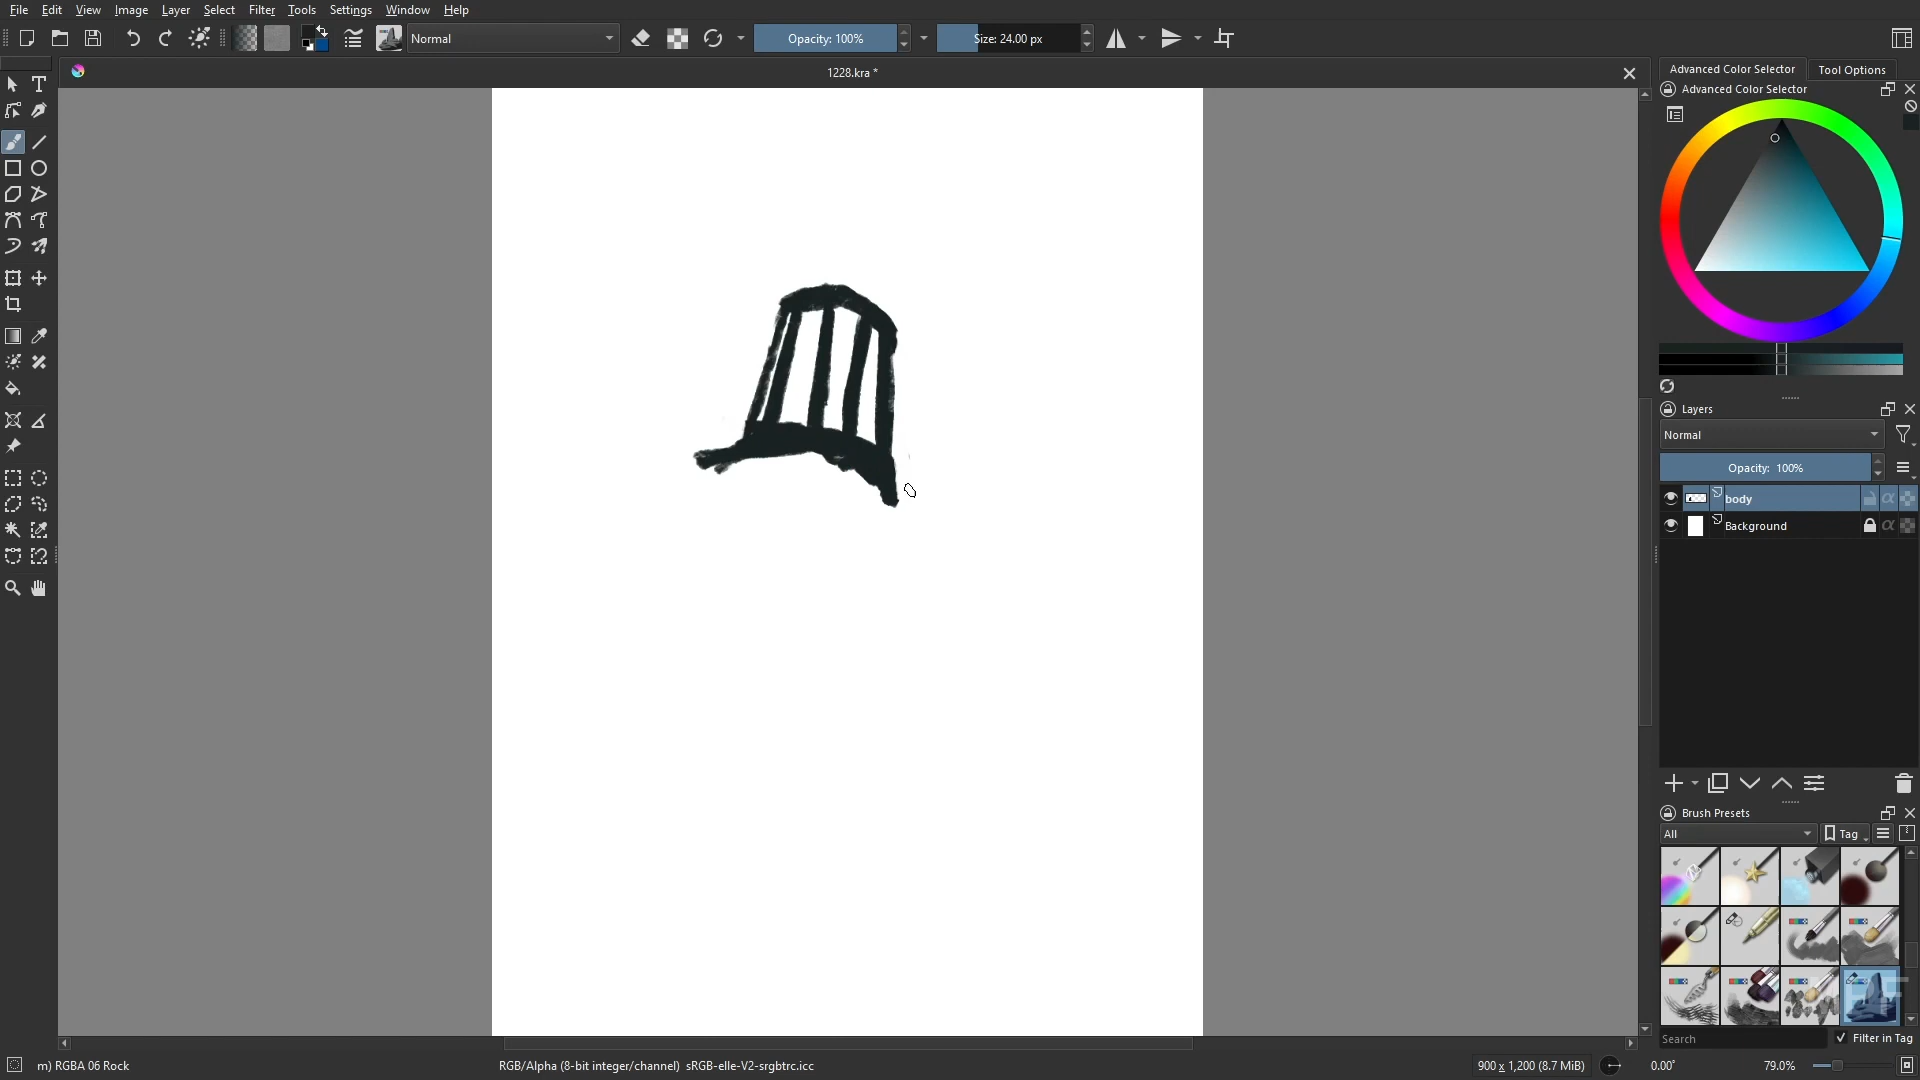 File Edit View Image Layer Select Filter Tools Settings Window Help
Normal
Opacity: 100%
Size: 24.00 px
1228.kra *
Advanced Color Selector
Tool Options
Advanced Color Selector
Layers
Normal
Opacity: 100%
body
Background
Brush Presets
All
Tag
Search
Filter in Tag
m) RGBA 06 Rock
RGB/Alpha (8-bit integer/channel) sRGB-elle-V2-srgbtrc.icc
900 x 1,200 (8.7 MiB)
0.00°
79.0%